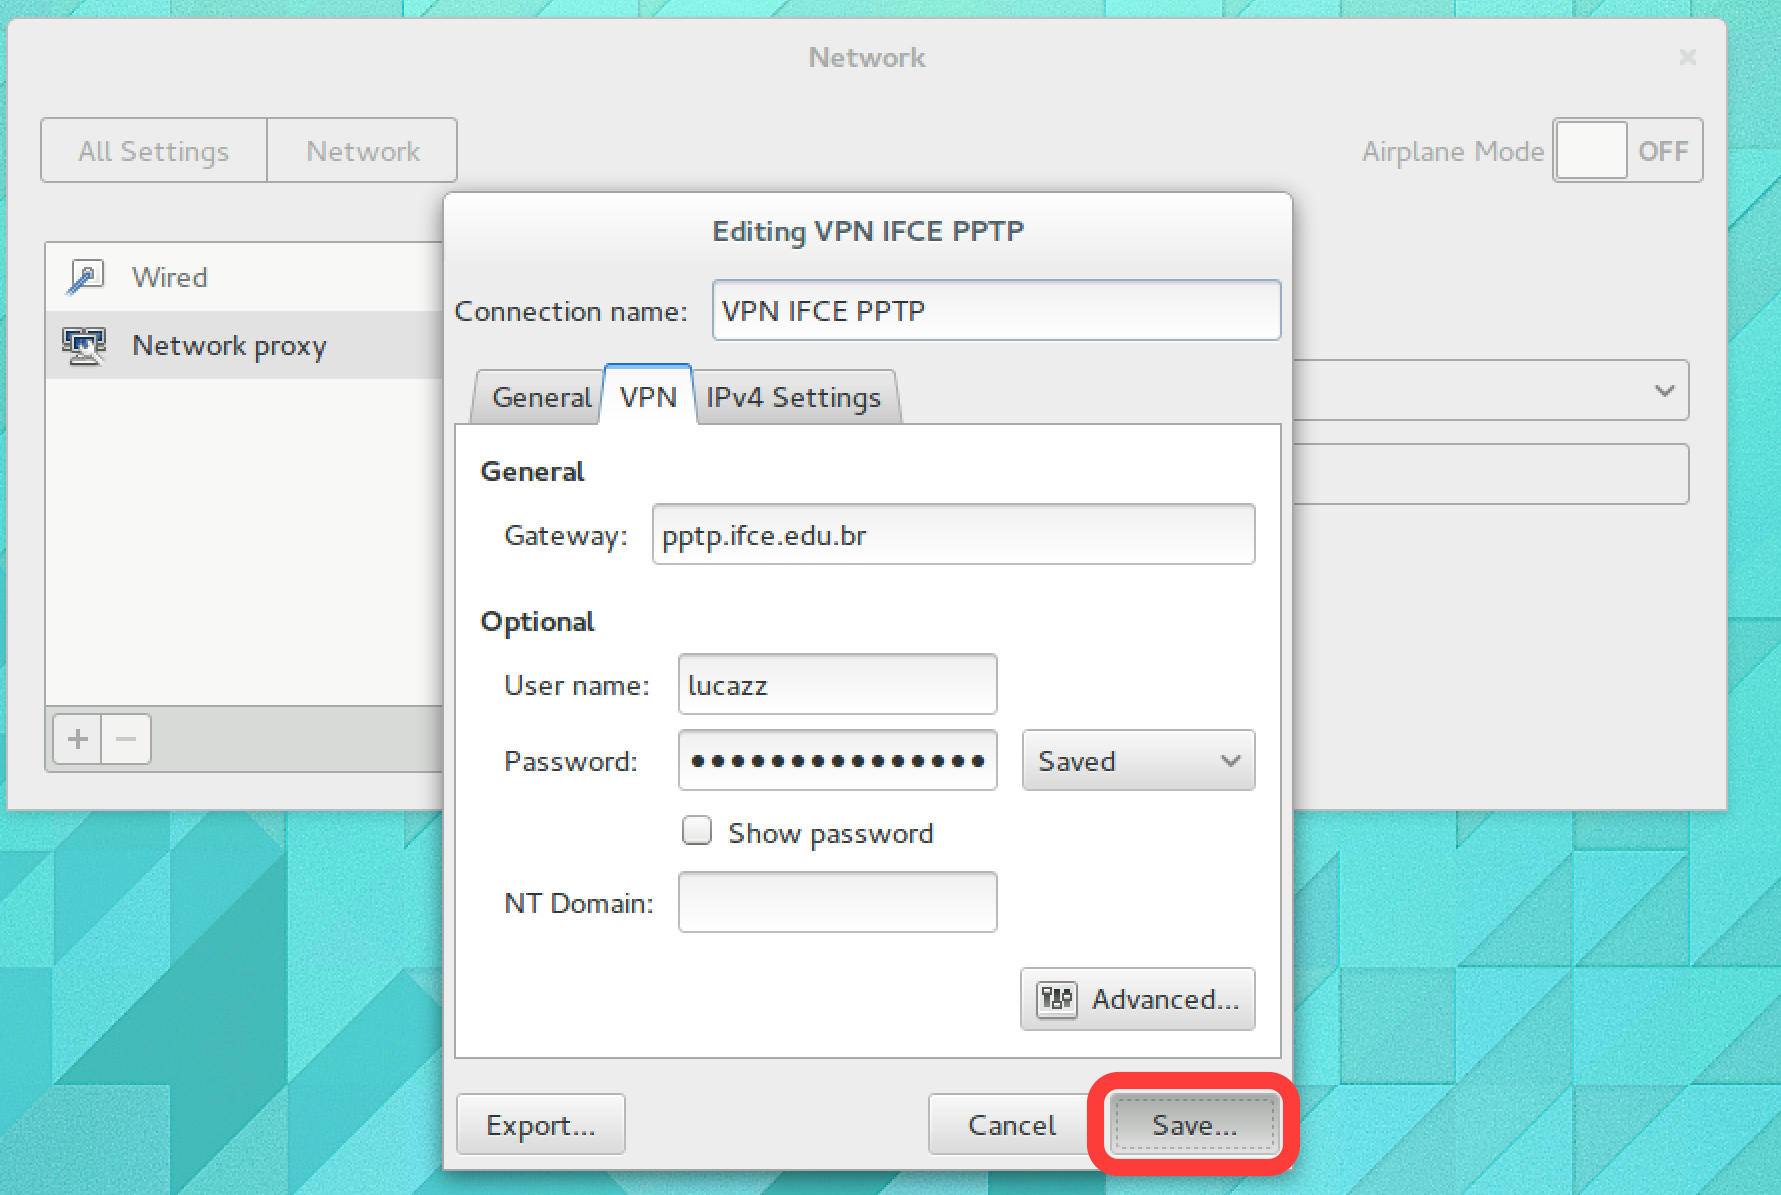 Network
All Settings Network Airplane Mode OFF
Wired
Network proxy
Editing VPN IFCE PPTP
Connection name: VPN IFCE PPTP
General VPN IPv4 Settings
General
Gateway: pptp.ifce.edu.br
Optional
User name: lucazz
Password: ●●●●●●●●●●●●●●● Saved
Show password
NT Domain:
Advanced...
Export... Cancel Save...